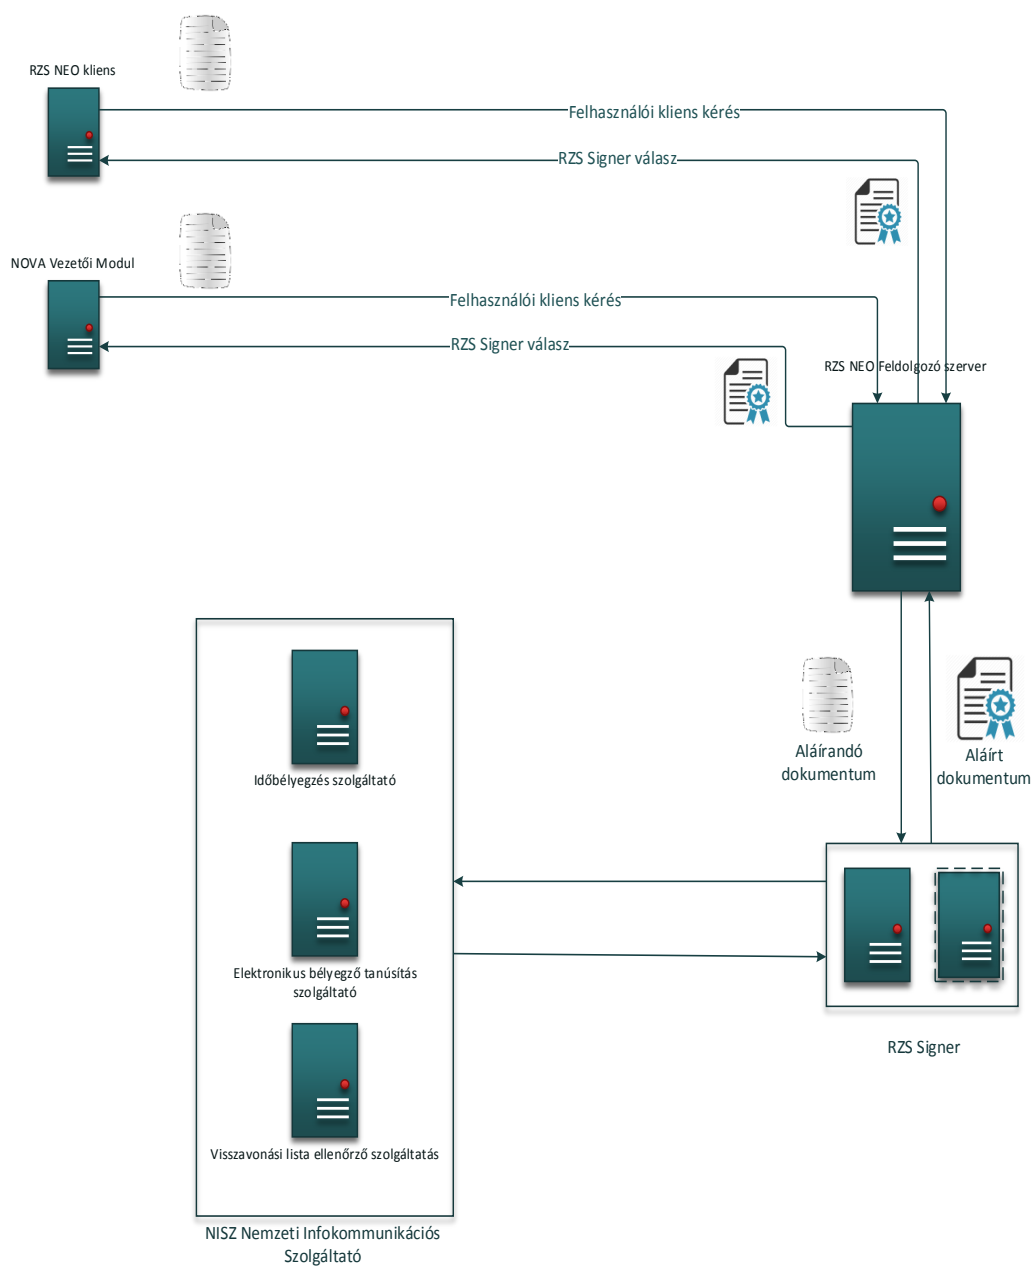 RZS NEO kliens
Felhasználói kliens kérés
RZS Signer válasz
NOVA Vezetői Modul
Felhasználói kliens kérés
RZS Signer válasz
RZS NEO Feldolgozó szerver
Időbélyegzés szolgáltató
Aláírandó
dokumentum
Aláírt
dokumentum
Elektronikus bélyegző tanúsítás
szolgáltató
RZS Signer
Visszavonási lista ellenőrző szolgáltatás
NISZ Nemzeti Infokommunikációs
Szolgáltató